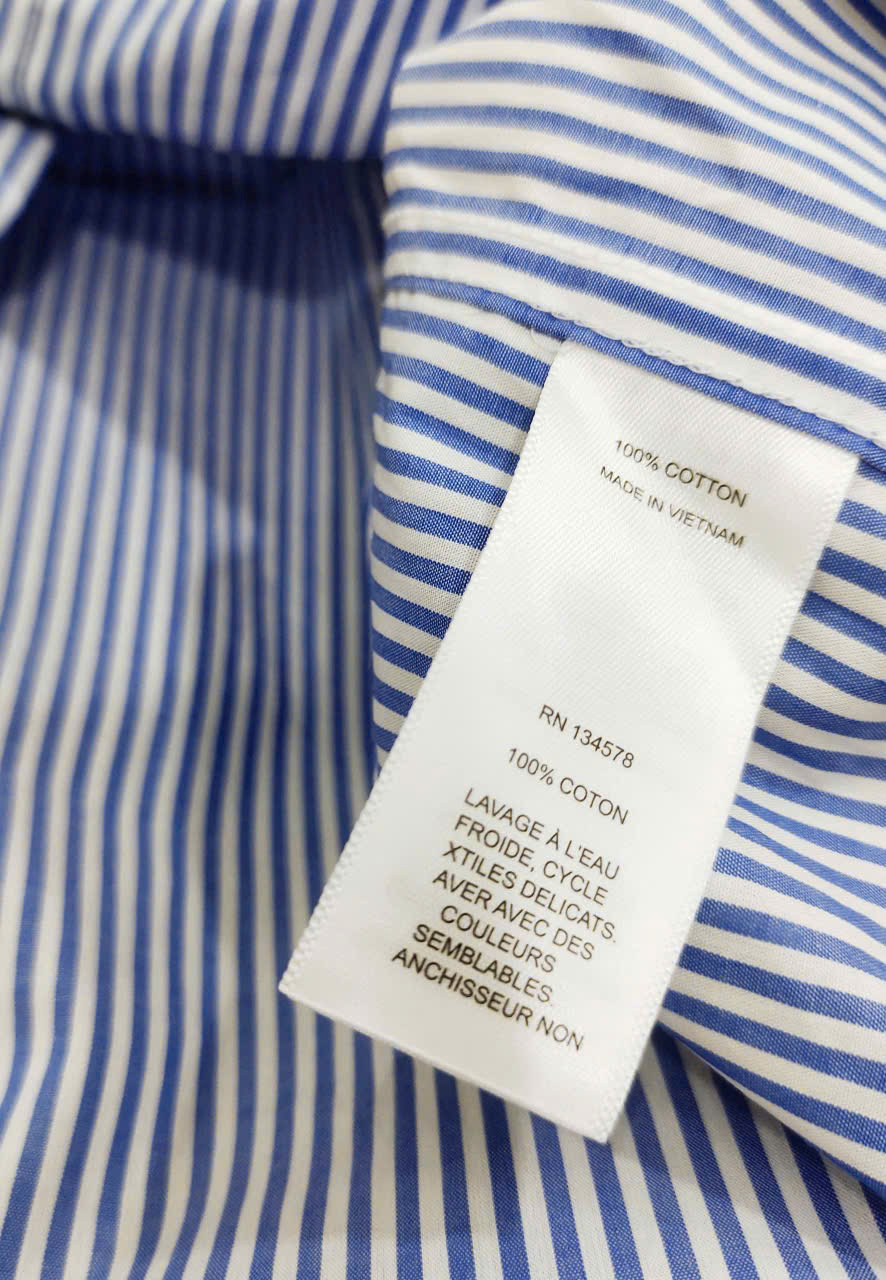 100% COTTON
MADE IN VIETNAM
RN 134578
100% COTON
LAVAGE À L'EAU
FROIDE, CYCLE
XTILES DELICATS.
AVER AVEC DES
COULEURS
SEMBLABLES.
ANCHISSEUR NON